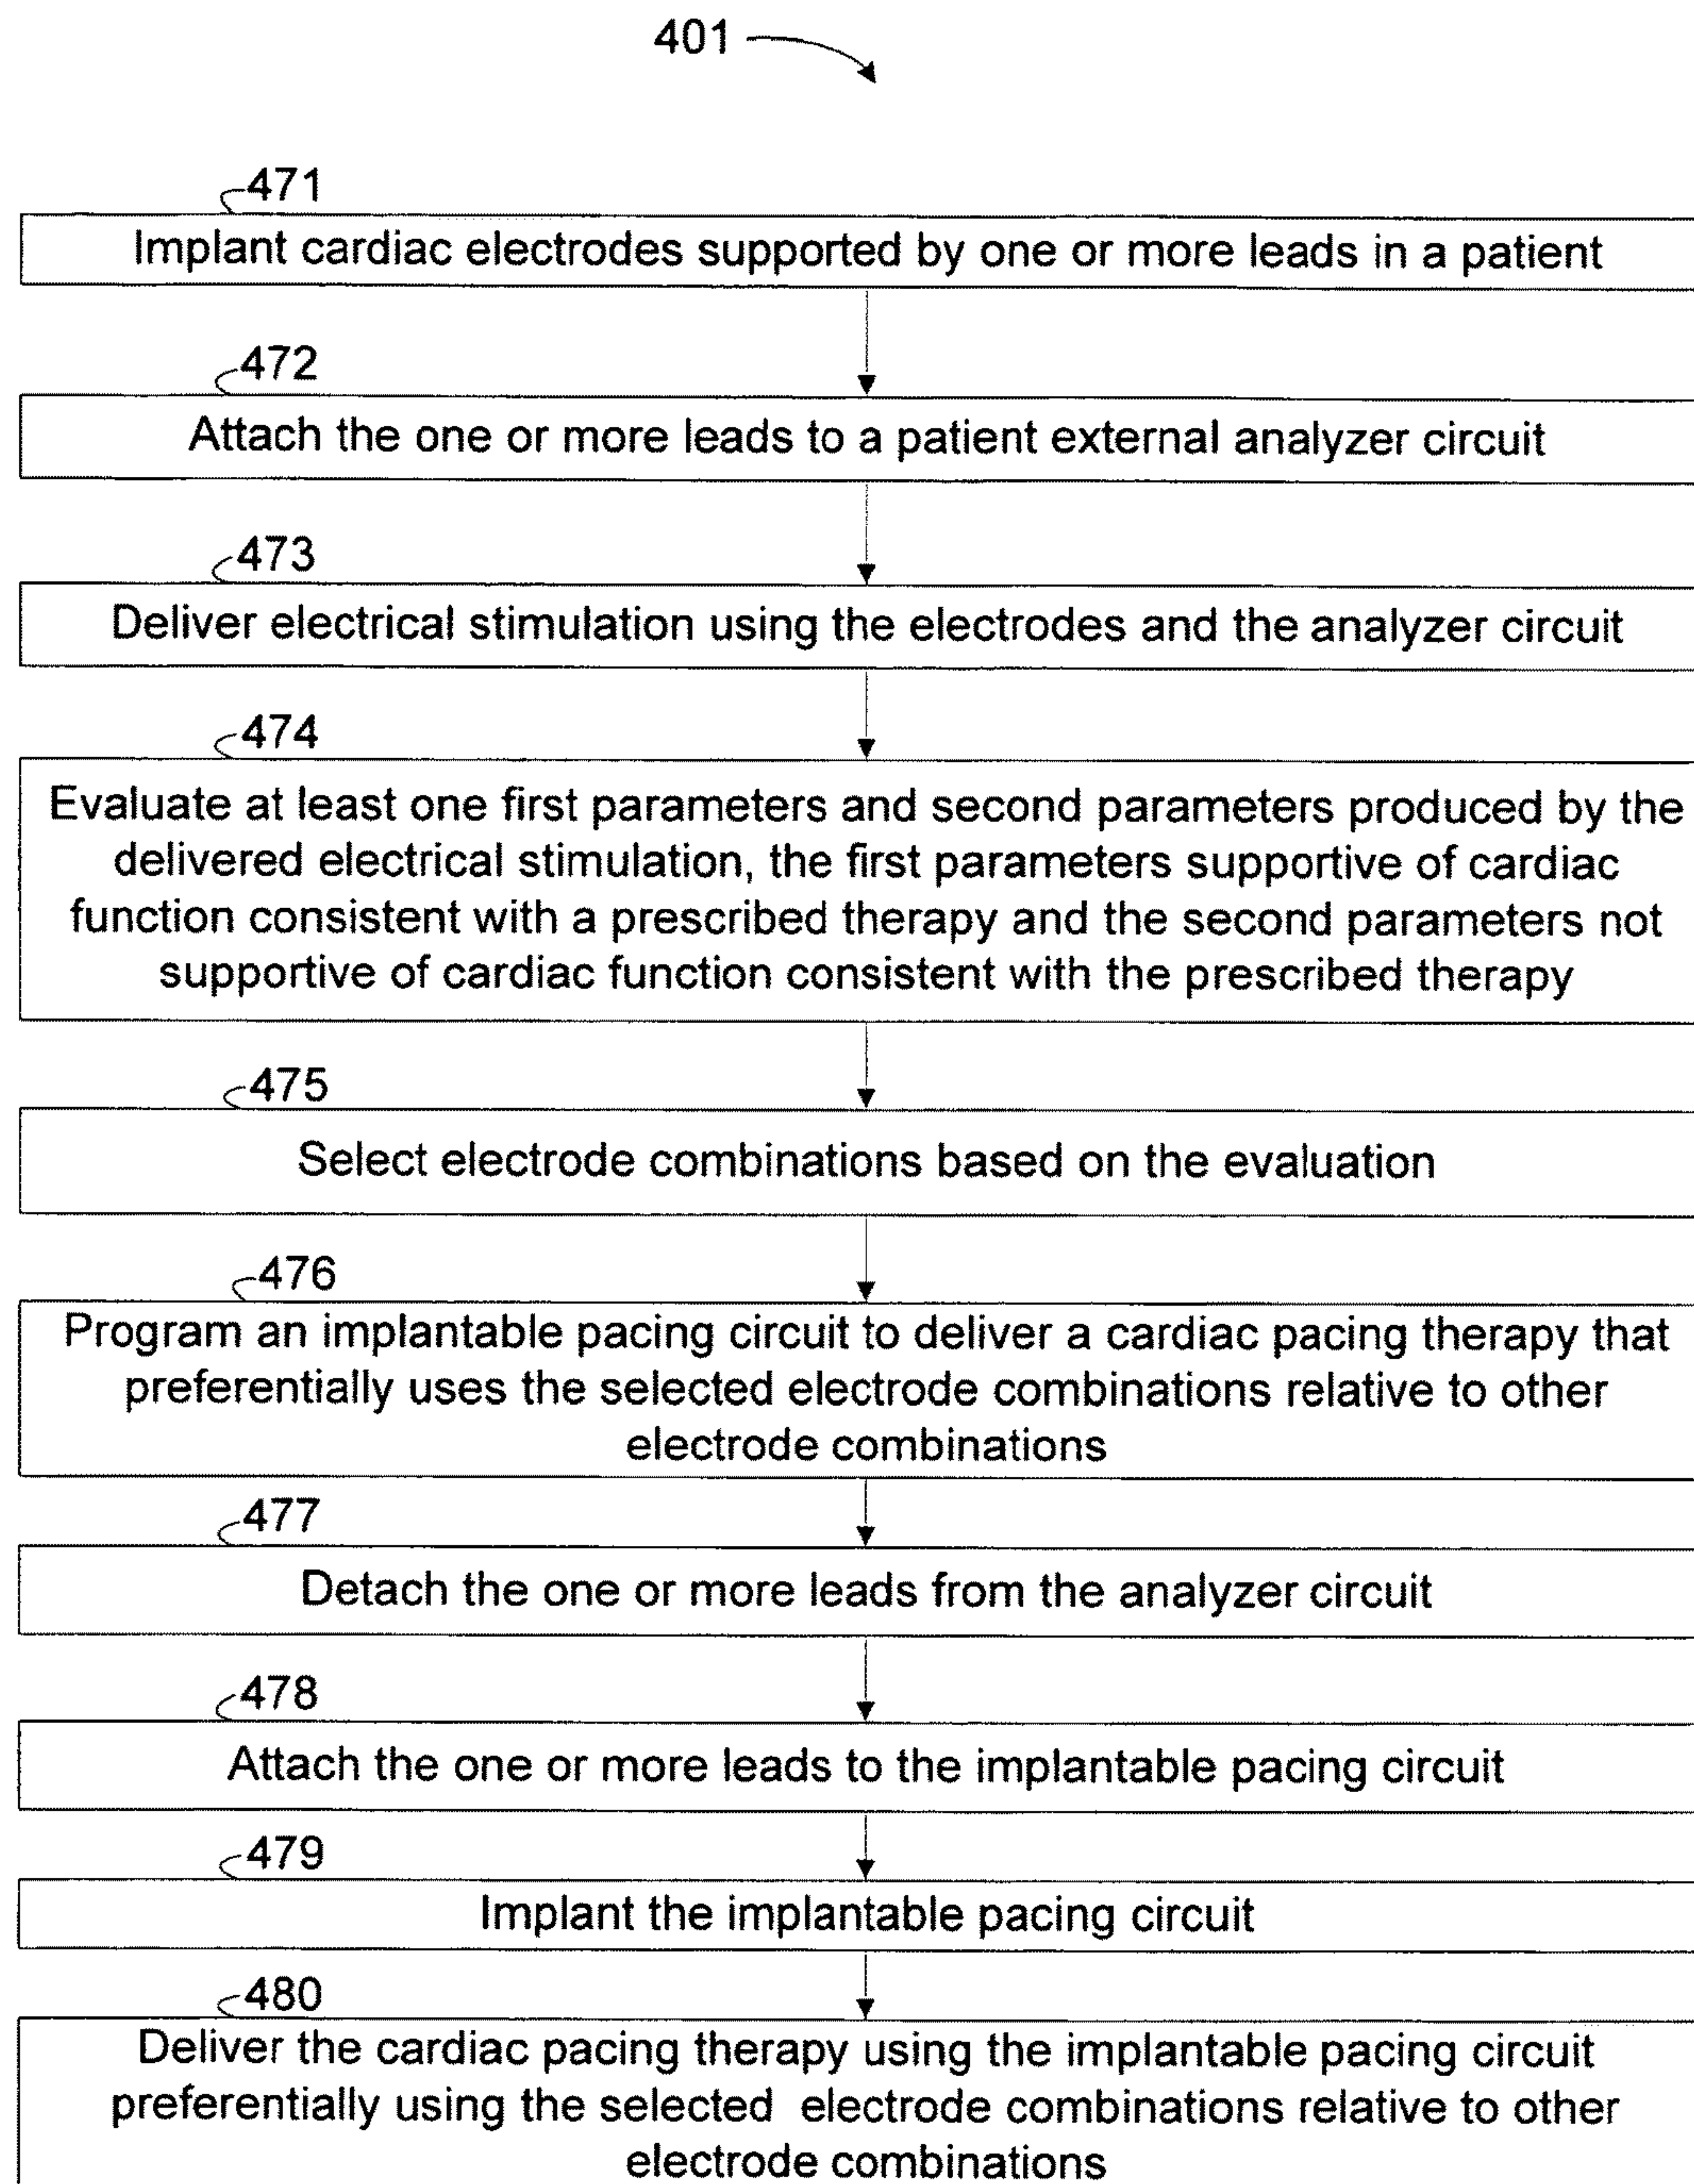 401
471
Implant cardiac electrodes supported by one or more leads in a patient
472
Attach the one or more leads to a patient external analyzer circuit
473
Deliver electrical stimulation using the electrodes and the analyzer circuit
474
Evaluate at least one first parameters and second parameters produced by the
delivered electrical stimulation, the first parameters supportive of cardiac
function consistent with a prescribed therapy and the second parameters not
supportive of cardiac function consistent with the prescribed therapy
475
Select electrode combinations based on the evaluation
476
Program an implantable pacing circuit to deliver a cardiac pacing therapy that
preferentially uses the selected electrode combinations relative to other
electrode combinations
477
Detach the one or more leads from the analyzer circuit
478
Attach the one or more leads to the implantable pacing circuit
479
Implant the implantable pacing circuit
480
Deliver the cardiac pacing therapy using the implantable pacing circuit
preferentially using the selected electrode combinations relative to other
electrode combinations